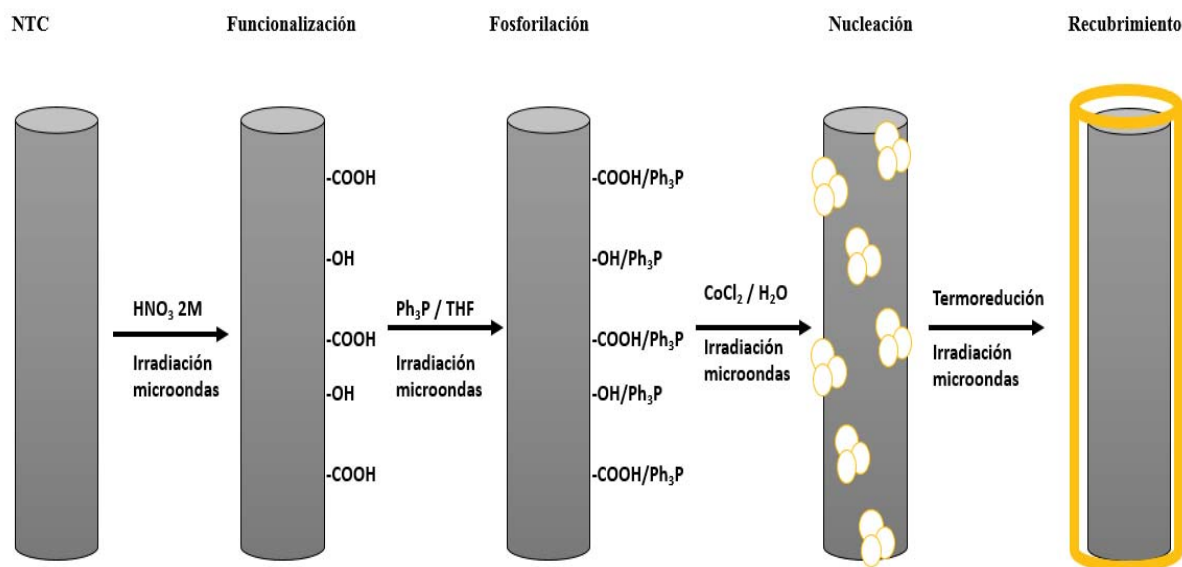 NTC
Funcionalización
Fosforilación
Nucleación
Recubrimiento
-COOH
-OH
-COOH
-OH
-COOH
-COOH/Ph₃P
-OH/Ph₃P
-COOH/Ph₃P
-OH/Ph₃P
-COOH/Ph₃P
HNO₃ 2M
Irradiación
microondas
Ph₃P / THF
Irradiación
microondas
CoCl₂ / H₂O
Irradiación
microondas
Termoredución
Irradiación
microondas